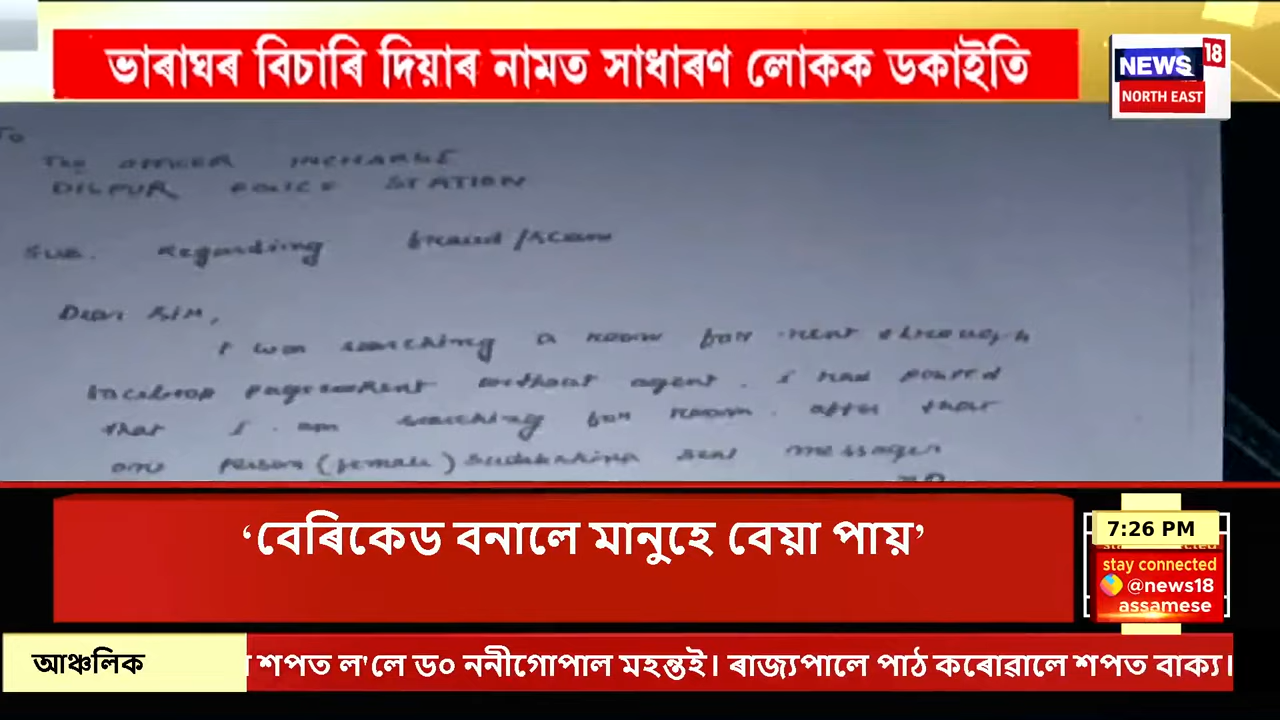 ভাৰাঘৰ বিচাৰি দিয়াৰ নামত সাধাৰণ লোকক ডকাইতি
NEWS 18
NORTH EAST
To
The OFFICER INCHARGE
DISPUR POLICE STATION
Sub. Regarding fraud/scam
Dear Sir,
I was searching a room for rent through
without agent. I had posted
that I am searching for room. after that
one person (female) sent messages
‘বেৰিকেড বনালে মানুহে বেয়া পায়’
7:26 PM
stay connected
@news18
assamese
আঞ্চলিক
শপত ল'লে ড০ ননীগোপাল মহন্তই। ৰাজ্যপালে পাঠ কৰোৱালে শপত বাক্য।